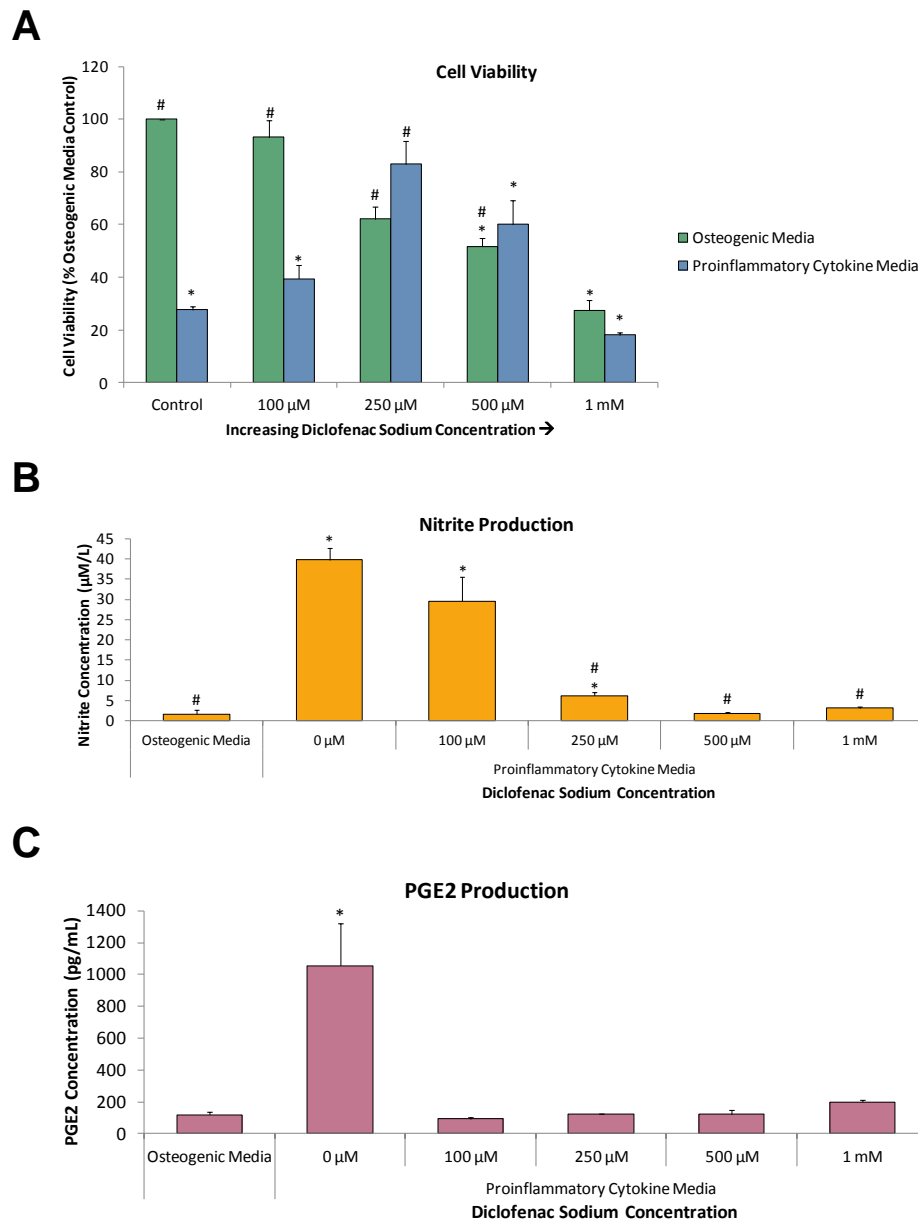 A
Cell Viability
Cell Viability (% Osteogenic Media Control)
120
100
80
60
40
20
0
# # # # #
* * * * * *
Control 100 µM 250 µM 500 µM 1 mM
Increasing Diclofenac Sodium Concentration →
Osteogenic Media
Proinflammatory Cytokine Media
B
Nitrite Production
Nitrite Concentration (µM/L)
45
40
35
30
25
20
15
10
5
0
# * * # * # #
Osteogenic Media 0 µM 100 µM 250 µM 500 µM 1 mM
Proinflammatory Cytokine Media
Diclofenac Sodium Concentration
C
PGE2 Production
PGE2 Concentration (pg/mL)
1400
1200
1000
800
600
400
200
0
*
Osteogenic Media 0 µM 100 µM 250 µM 500 µM 1 mM
Proinflammatory Cytokine Media
Diclofenac Sodium Concentration